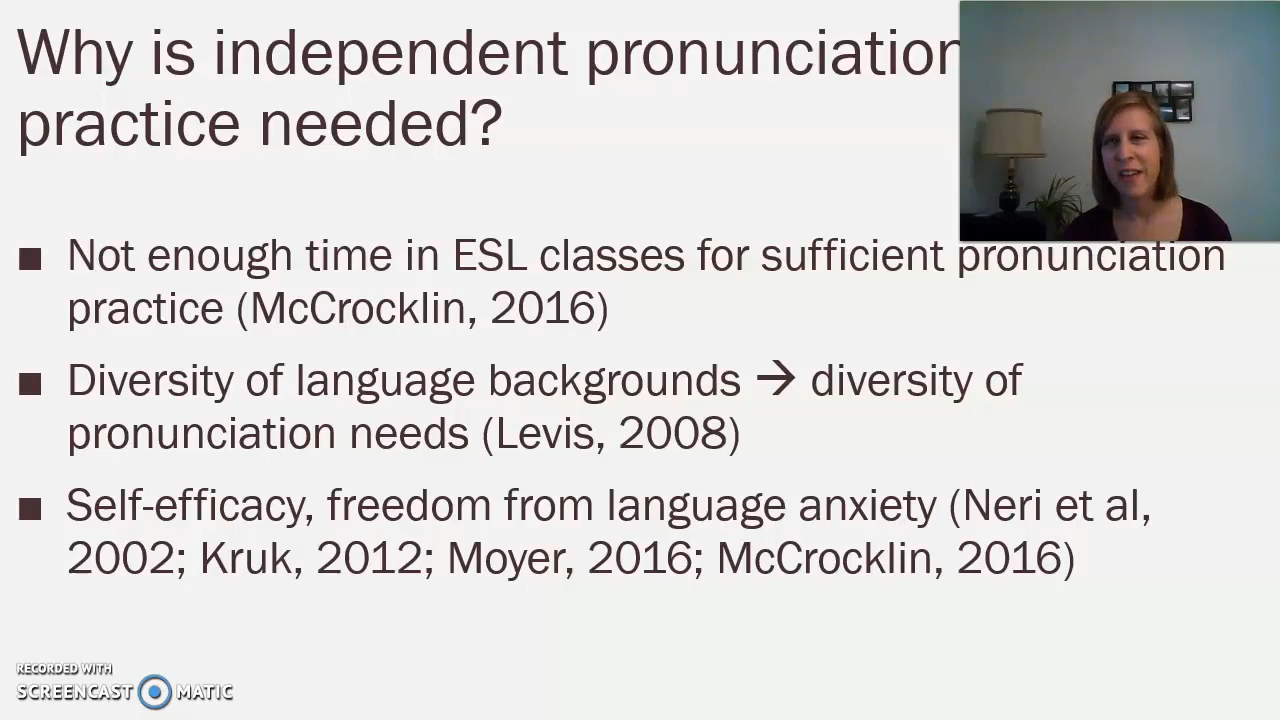 Why is independent pronunciation
practice needed?
■ Not enough time in ESL classes for sufficient pronunciation
practice (McCrocklin, 2016)
■ Diversity of language backgrounds → diversity of
pronunciation needs (Levis, 2008)
■ Self-efficacy, freedom from language anxiety (Neri et al,
2002; Kruk, 2012; Moyer, 2016; McCrocklin, 2016)
RECORDED WITH
SCREENCAST MATIC